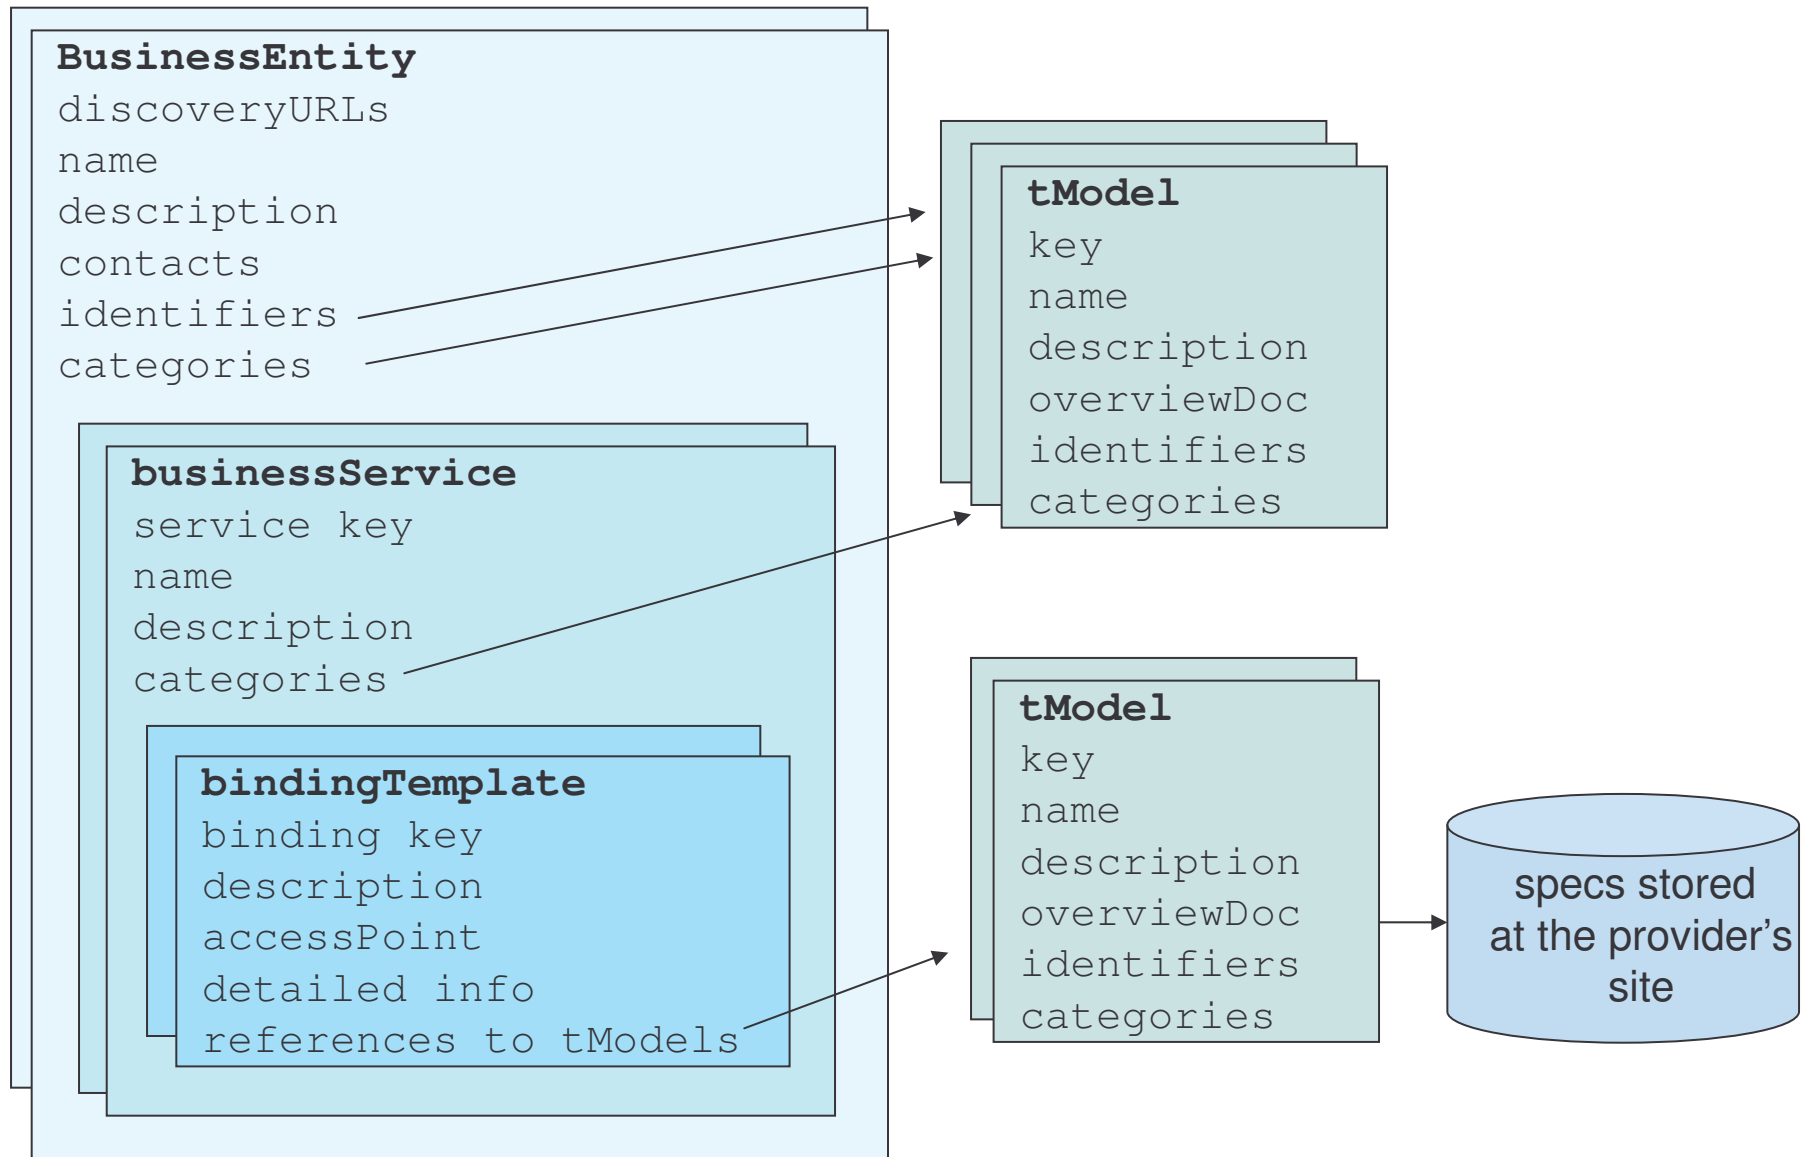 BusinessEntity
discoveryURLs
name
description
contacts
identifiers
categories
businessService
service key
name
description
categories
bindingTemplate
binding key
description
accessPoint
detailed info
references to tModels
tModel
key
name
description
overviewDoc
identifiers
categories
tModel
key
name
description
overviewDoc
identifiers
categories
specs stored
at the provider's
site